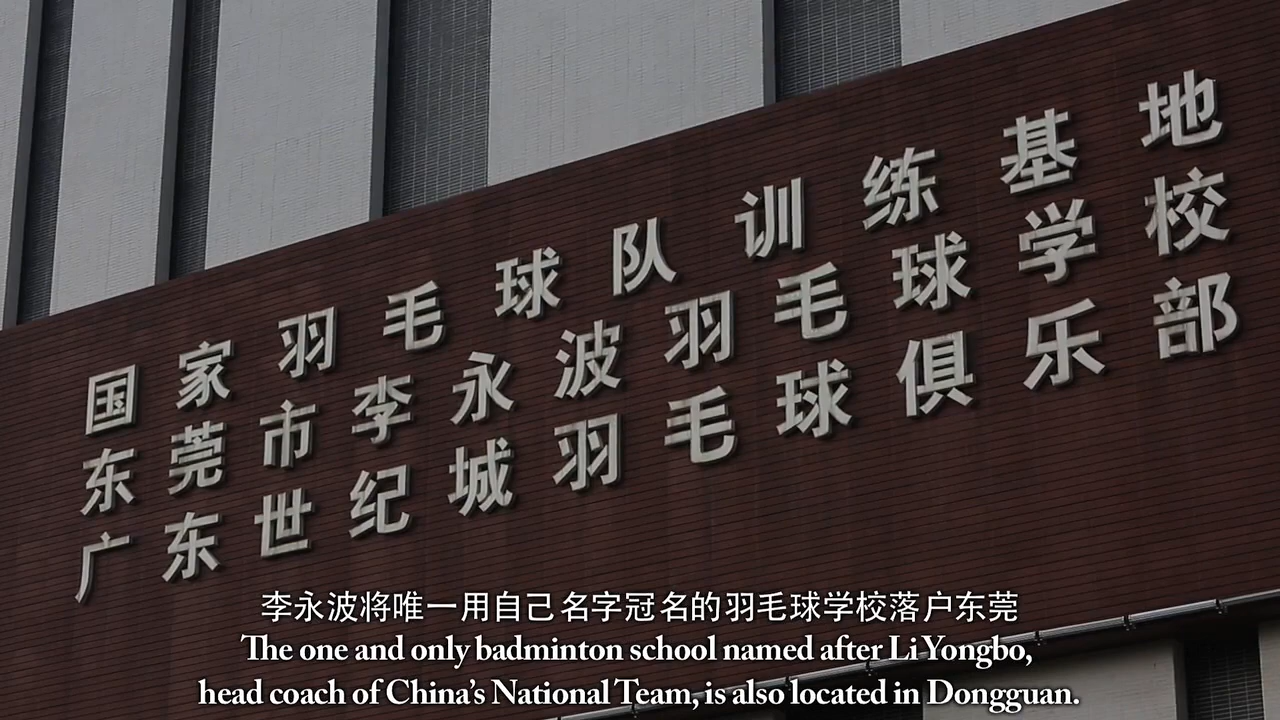 国家羽毛球队训练基地
东莞市李永波羽毛球学校
广东世纪城羽毛球俱乐部
李永波将唯一用自己名字冠名的羽毛球学校落户东莞
The one and only badminton school named after Li Yongbo,
head coach of China's National Team, is also located in Dongguan.